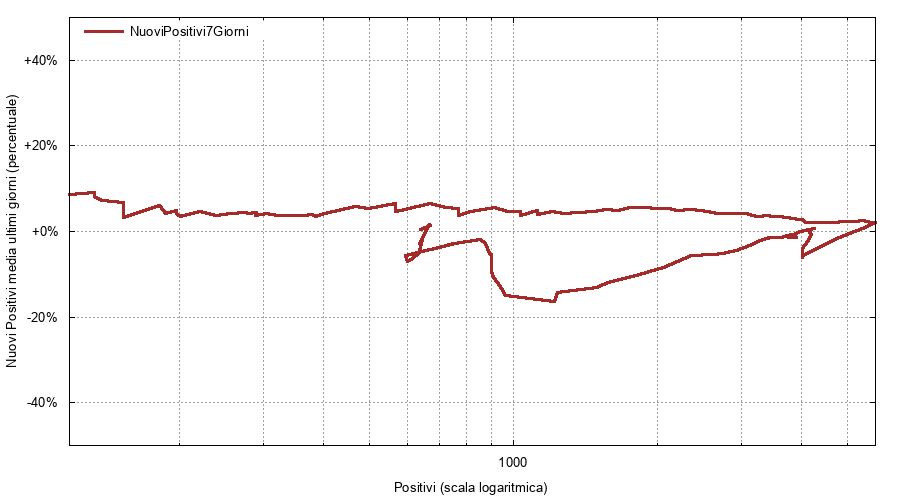 NuoviPositivi7Giorni
+40%
+20%
+0%
-20%
-40%
Nuovi Positivi media ultimi giorni (percentuale)
1000
Positivi (scala logaritmica)